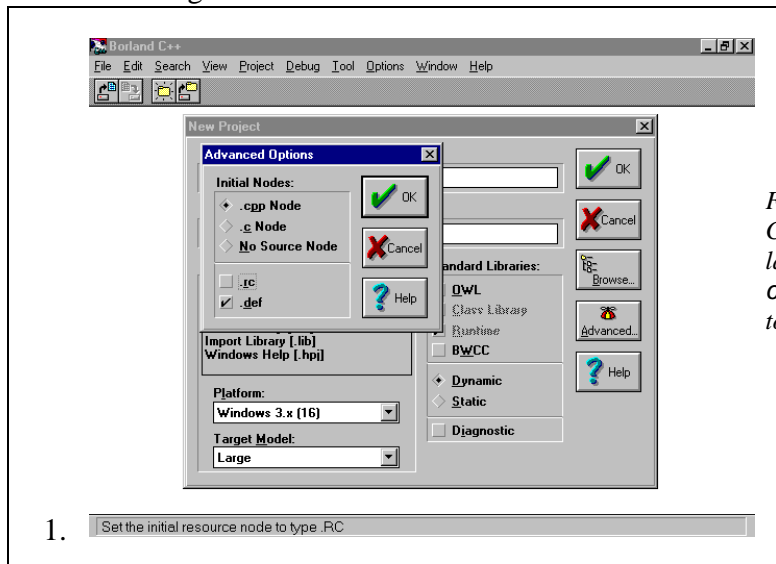 Borland C++
File Edit Search View Project Debug Tool Options Window Help
New Project
Advanced Options
Initial Nodes:
.cpp Node
.c Node
No Source Node
.rc
.def
OK
Cancel
Help
Import Library [.lib]
Windows Help [.hpj]
Platform:
Windows 3.x (16)
Target Model:
Large
andard Libraries:
OWL
Class Library
Runtime
BWCC
Dynamic
Static
Diagnostic
OK
Cancel
Browse...
Advanced...
Help
1. Set the initial resource node to type .RC